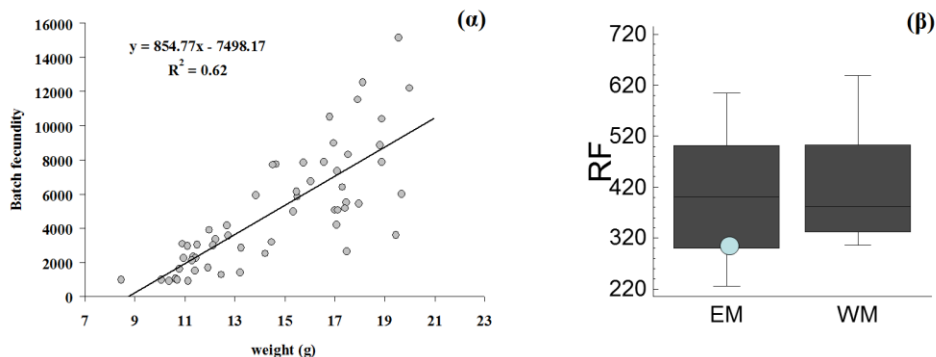 (α)
y = 854.77x - 7498.17
R² = 0.62
Batch fecundity
16000
14000
12000
10000
8000
6000
4000
2000
0
7 9 11 13 15 17 19 21 23
weight (g)
(β)
RF
720
620
520
420
320
220
EM WM